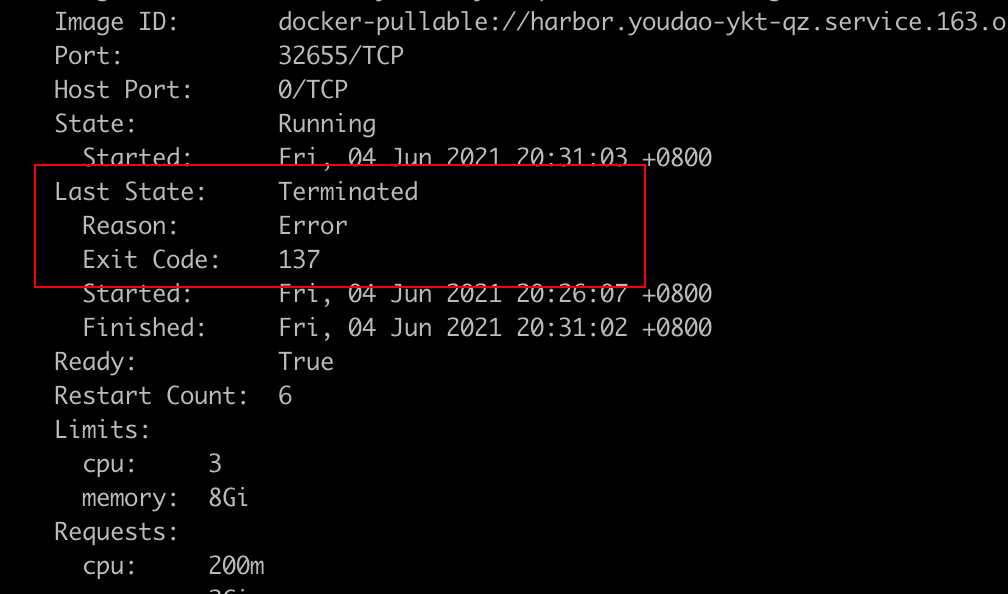 Image ID: docker-pullable://harbor.youdao-ykt-qz.service.163.o
Port: 32655/TCP
Host Port: 0/TCP
State: Running
Started: Fri, 04 Jun 2021 20:31:03 +0800
Last State: Terminated
Reason: Error
Exit Code: 137
Started: Fri, 04 Jun 2021 20:26:07 +0800
Finished: Fri, 04 Jun 2021 20:31:02 +0800
Ready: True
Restart Count: 6
Limits:
cpu: 3
memory: 8Gi
Requests:
cpu: 200m